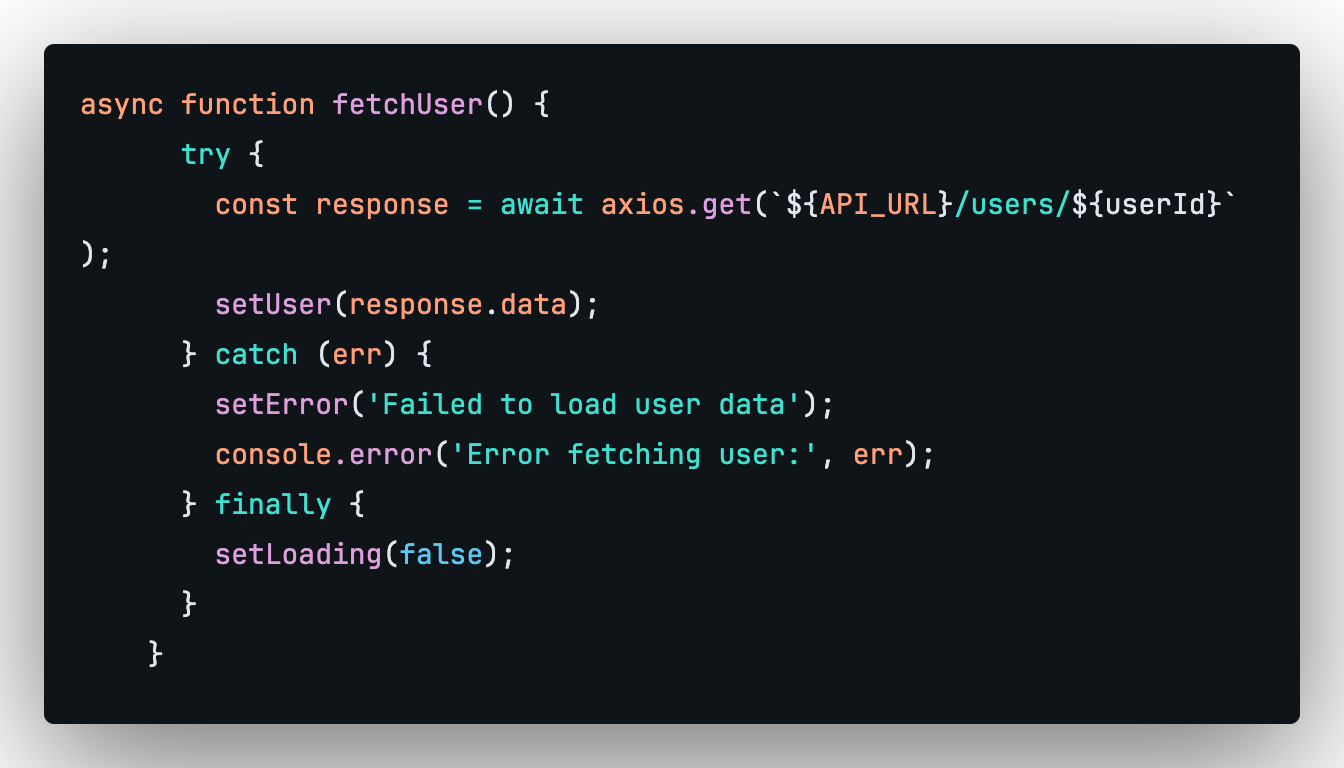 async function fetchUser() {
      try {
        const response = await axios.get(`${API_URL}/users/${userId}`
);
        setUser(response.data);
      } catch (err) {
        setError('Failed to load user data');
        console.error('Error fetching user:', err);
      } finally {
        setLoading(false);
      }
    }